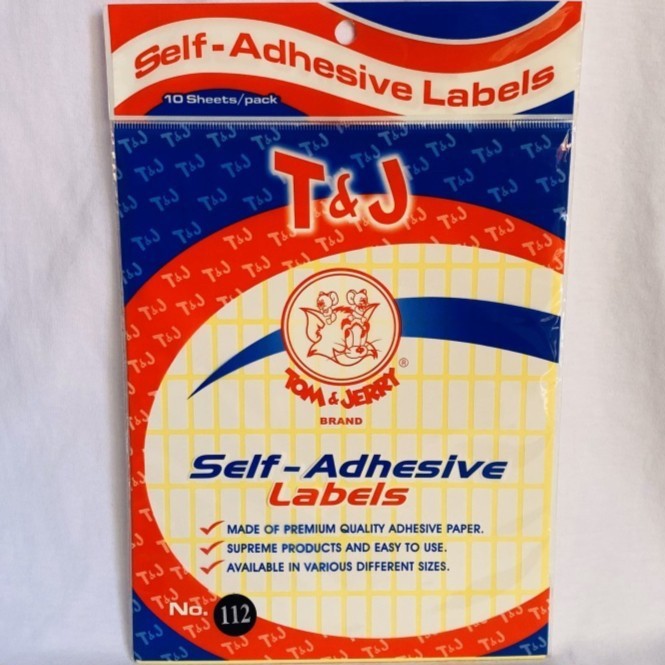 Self-Adhesive Labels
10 Sheets/pack
T&J
TOM & JERRY ®
BRAND
Self-Adhesive
Labels
MADE OF PREMIUM QUALITY ADHESIVE PAPER.
SUPREME PRODUCTS AND EASY TO USE.
AVAILABLE IN VARIOUS DIFFERENT SIZES.
No. 112